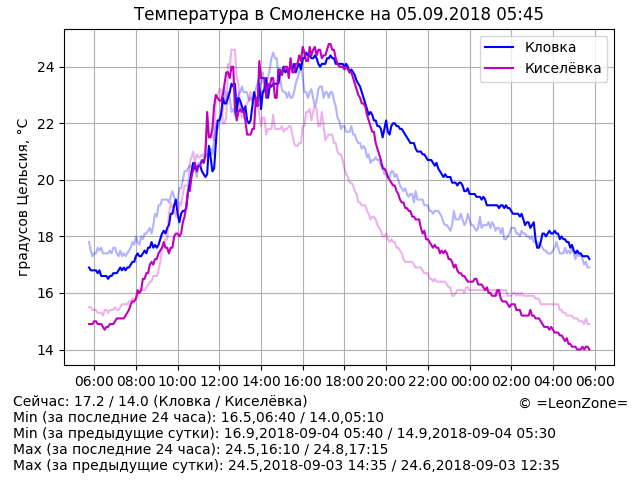 Температура в Смоленске на 05.09.2018 05:45
Кловка
Киселёвка
градусов Цельсия, °C
24
22
20
18
16
14
06:00 08:00 10:00 12:00 14:00 16:00 18:00 20:00 22:00 00:00 02:00 04:00 06:00
Сейчас: 17.2 / 14.0 (Кловка / Киселёвка)
© =LeonZone=
Min (за последние 24 часа): 16.5,06:40 / 14.0,05:10
Min (за предыдущие сутки): 16.9,2018-09-04 05:40 / 14.9,2018-09-04 05:30
Max (за последние 24 часа): 24.5,16:10 / 24.8,17:15
Max (за предыдущие сутки): 24.5,2018-09-03 14:35 / 24.6,2018-09-03 12:35